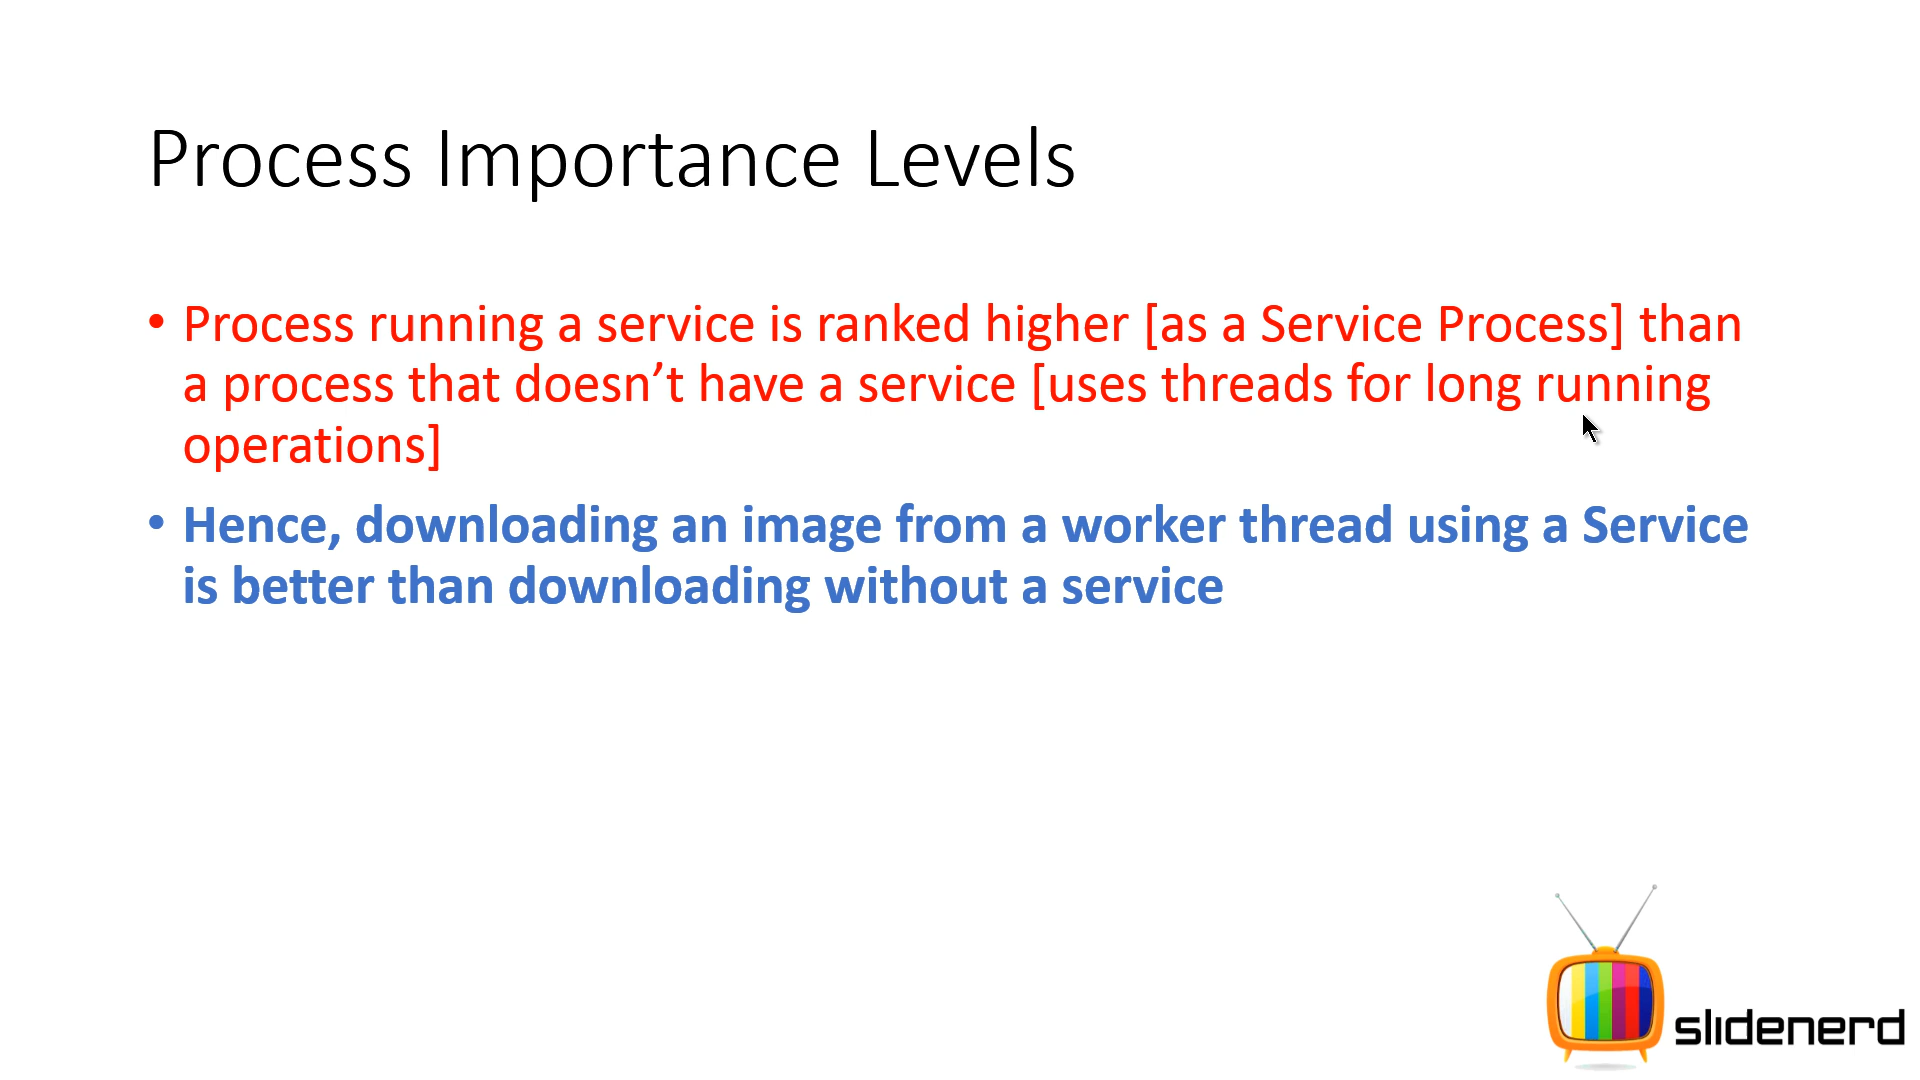 Process Importance Levels
• Process running a service is ranked higher [as a Service Process] than
a process that doesn’t have a service [uses threads for long running
operations]
• Hence, downloading an image from a worker thread using a Service
is better than downloading without a service
slidenerd